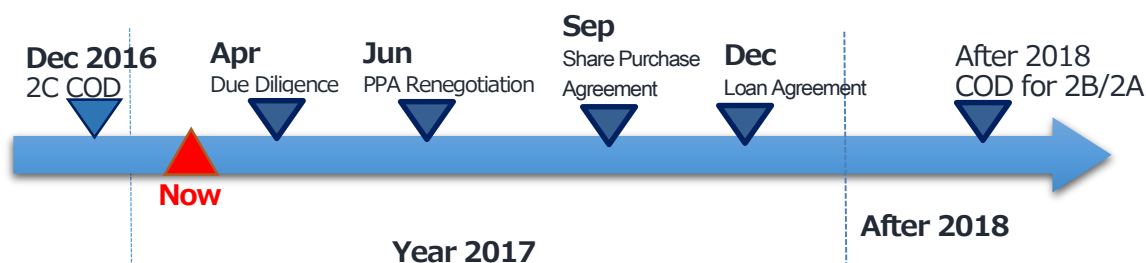 Dec 2016
2C COD
Apr
Due Diligence
Jun
PPA Renegotiation
Sep
Share Purchase
Agreement
Dec
Loan Agreement
After 2018
COD for 2B/2A
Now
Year 2017
After 2018